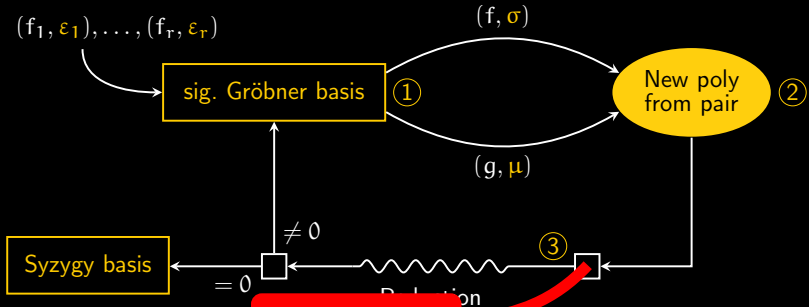 (f₁, ε₁), …, (fᵣ, εᵣ)
(f, σ)
sig. Gröbner basis ①
New poly
from pair ②
(g, μ)
≠ 0
③
Syzygy basis
= 0